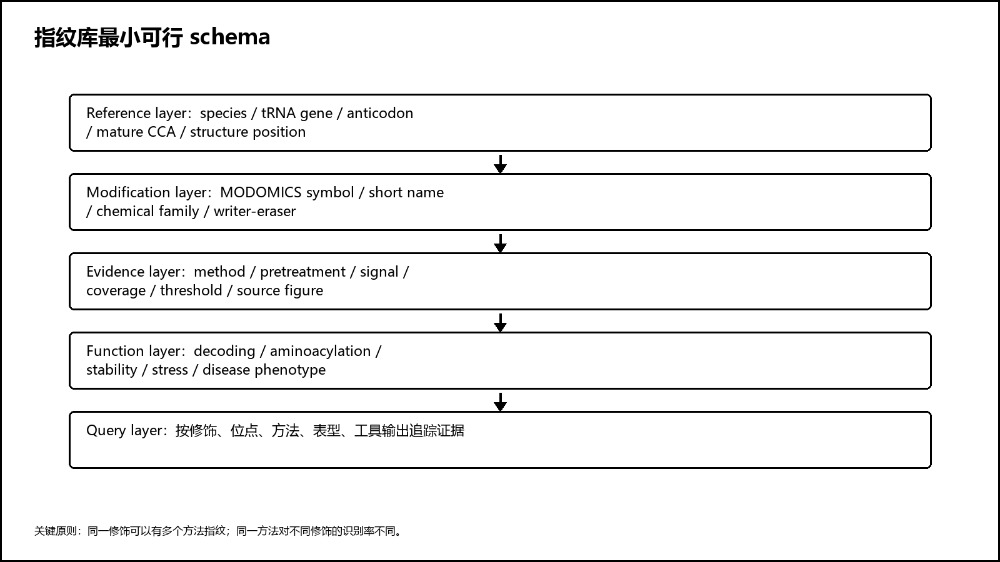 指纹库最小可行 schema
Reference layer：species / tRNA gene / anticodon
/ mature CCA / structure position
Modification layer：MODOMICS symbol / short name
/ chemical family / writer-eraser
Evidence layer：method / pretreatment / signal /
coverage / threshold / source figure
Function layer：decoding / aminoacylation /
stability / stress / disease phenotype
Query layer：按修饰、位点、方法、表型、工具输出追踪证据
关键原则：同一修饰可以有多个方法指纹；同一方法对不同修饰的识别率不同。